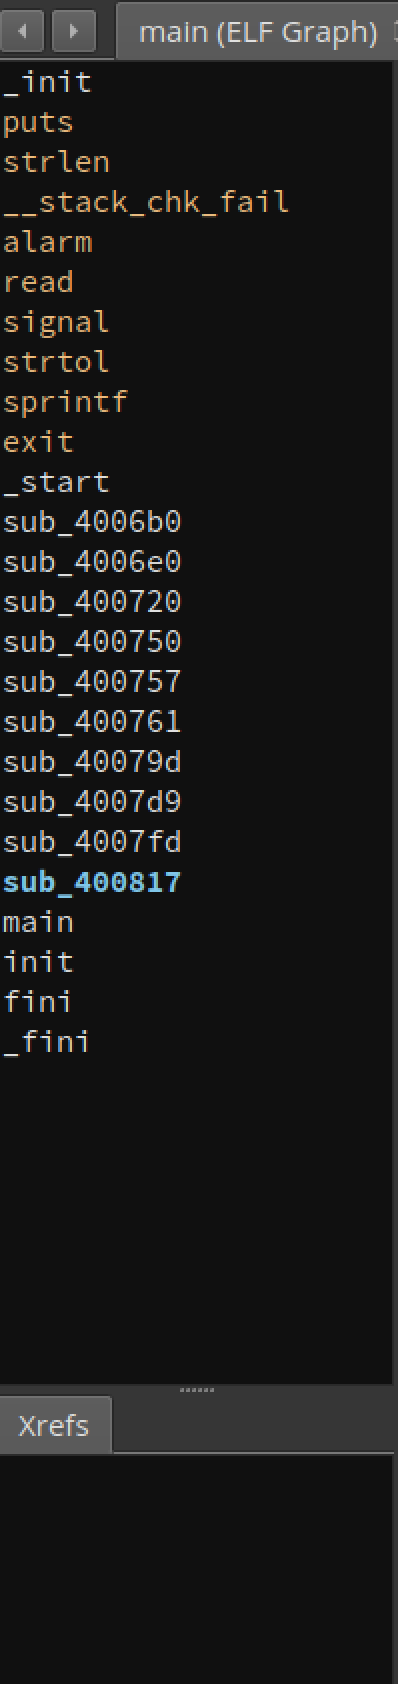 main (ELF Graph)
_init
puts
strlen
__stack_chk_fail
alarm
read
signal
strtol
sprintf
exit
_start
sub_4006b0
sub_4006e0
sub_400720
sub_400750
sub_400757
sub_400761
sub_40079d
sub_4007d9
sub_4007fd
sub_400817
main
init
fini
_fini
Xrefs